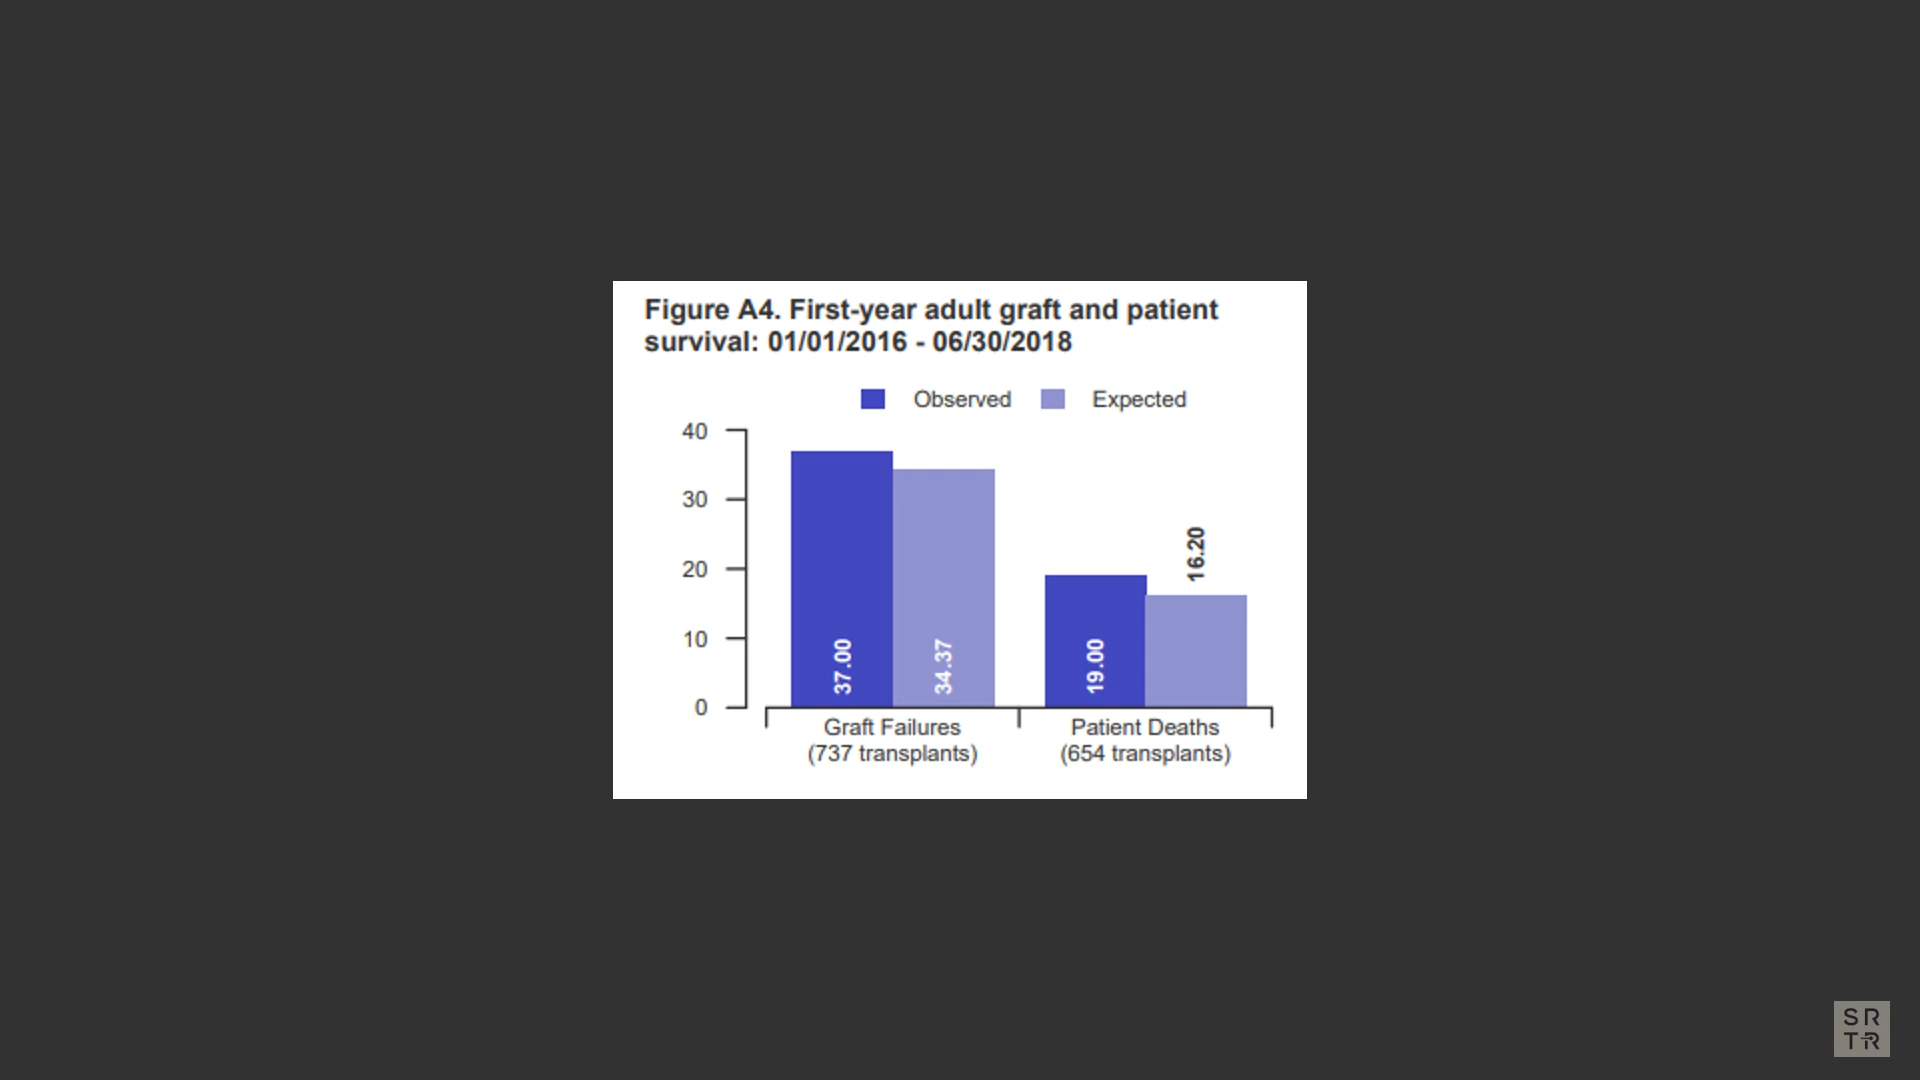 Figure A4. First-year adult graft and patient
survival: 01/01/2016 - 06/30/2018
Observed Expected
40
30
20
10
0
37.00
34.37
19.00
16.20
Graft Failures
(737 transplants)
Patient Deaths
(654 transplants)
SR
TR